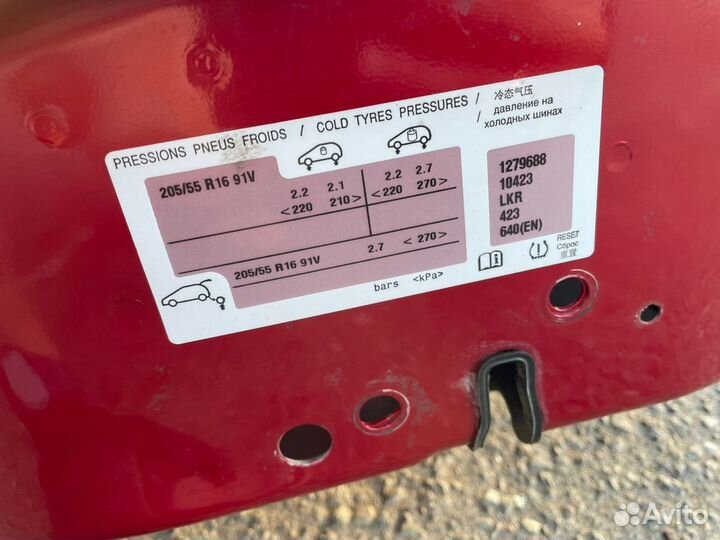 PRESSIONS PNEUS FROIDS / COLD TYRES PRESSURES / 冷态气压
давление на
холодных шинах
205/55 R16 91V
2.2 2.1 2.2 2.7
<220 210> <220 270>
205/55 R16 91V 2.7 <270>
bars <kPa>
1279688
10423
LKR
423
640(EN)
RESET
Сброс
重置
Avito